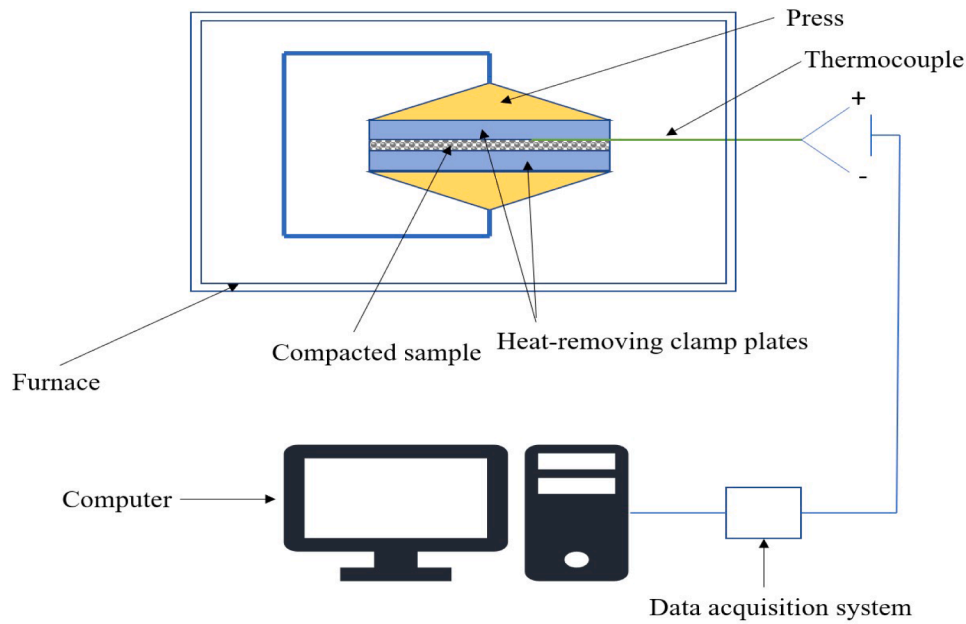 Press
Thermocouple
+
-
Compacted sample
Heat-removing clamp plates
Furnace
Computer
Data acquisition system